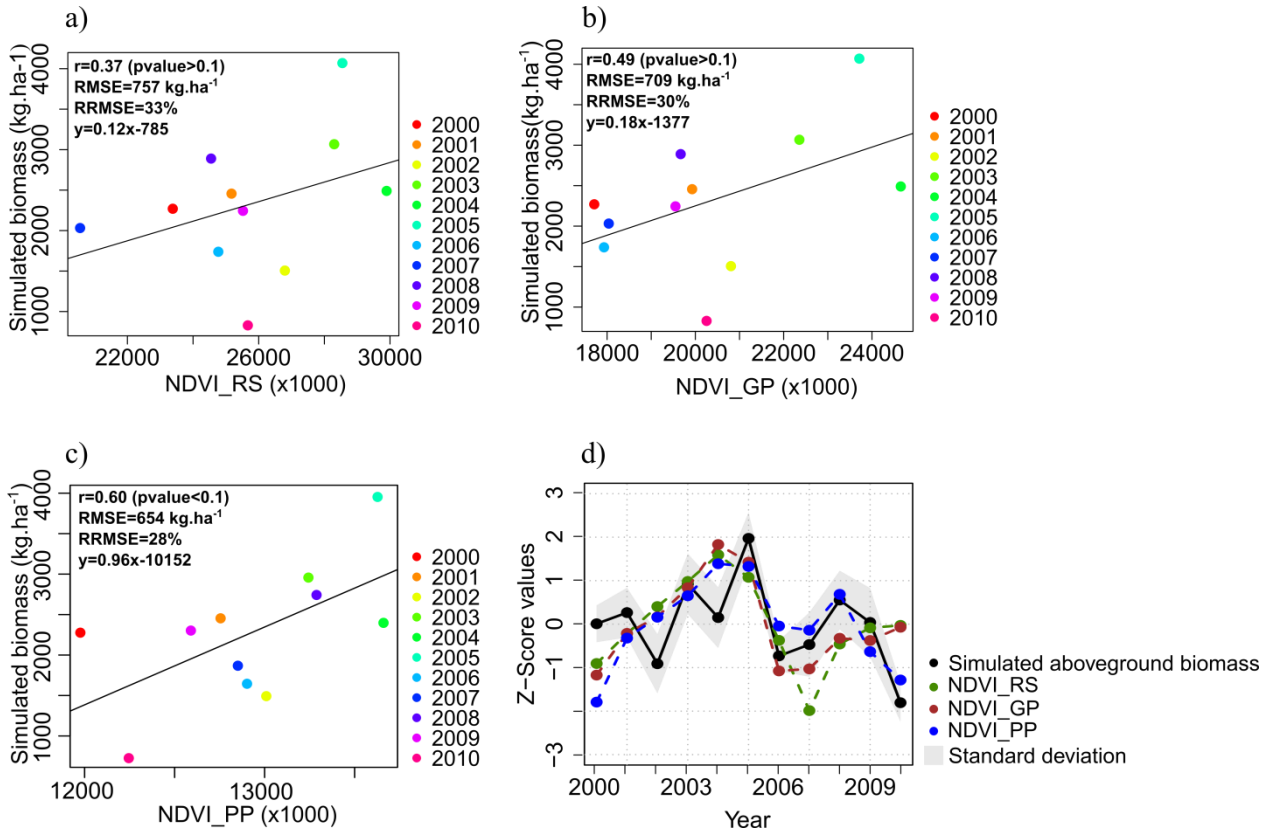 a)
r=0.37 (pvalue>0.1)
RMSE=757 kg.ha-1
RRMSE=33%
y=0.12x-785
Simulated biomass (kg.ha-1)
4000
3000
2000
1000
22000
26000
30000
NDVI_RS (x1000)
2000
2001
2002
2003
2004
2005
2006
2007
2008
2009
2010
b)
r=0.49 (pvalue>0.1)
RMSE=709 kg.ha-1
RRMSE=30%
y=0.18x-1377
Simulated biomass(kg.ha-1)
4000
3000
2000
1000
18000
20000
22000
24000
NDVI_GP (x1000)
2000
2001
2002
2003
2004
2005
2006
2007
2008
2009
2010
c)
r=0.60 (pvalue<0.1)
RMSE=654 kg.ha-1
RRMSE=28%
y=0.96x-10152
Simulated biomass (kg.ha-1)
4000
3000
2000
1000
12000
13000
NDVI_PP (x1000)
2000
2001
2002
2003
2004
2005
2006
2007
2008
2009
2010
d)
Z−Score values
3
2
1
0
−1
−3
2000
2003
2006
2009
Year
Simulated aboveground biomass
NDVI_RS
NDVI_GP
NDVI_PP
Standard deviation